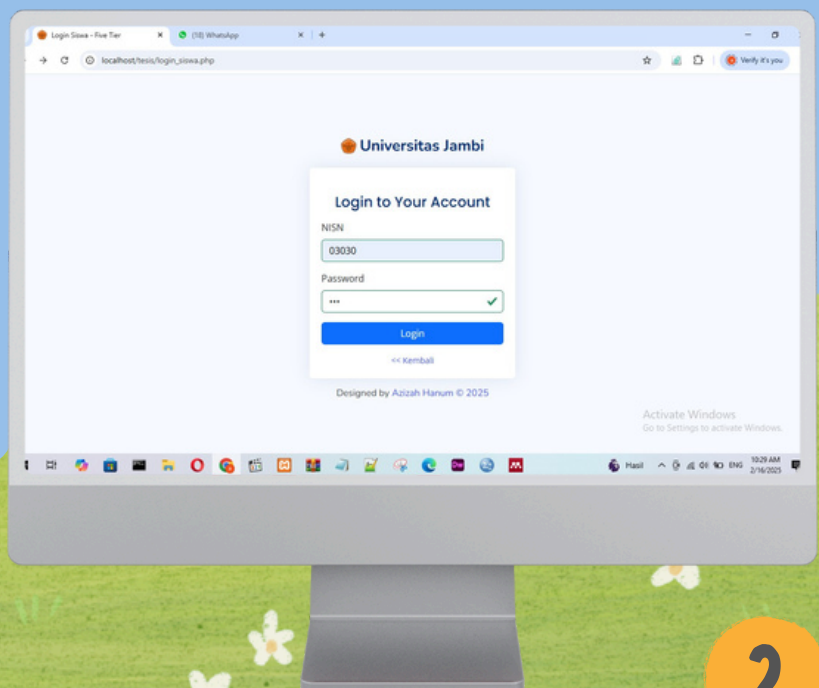 Login Siswa - Five Tier
(18) WhatsApp
localhost/tesis/login_siswa.php
Verify it's you
Universitas Jambi
Login to Your Account
NISN
03030
Password
•••
Login
<< Kembali
Designed by Azizah Hanum © 2025
Activate Windows
Go to Settings to activate Windows.
Hasil
ENG
10:29 AM
2/16/2025
2